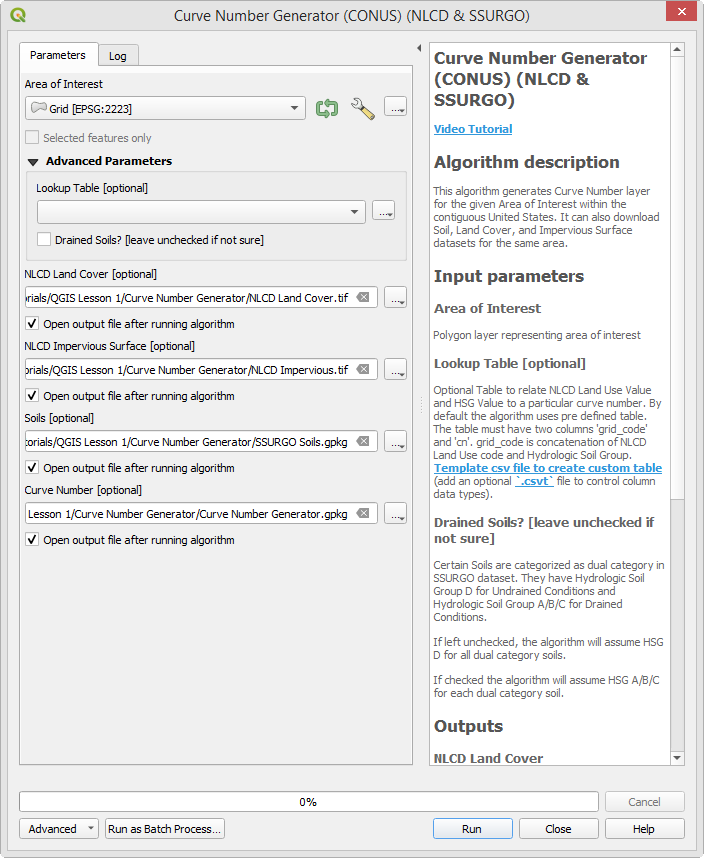 Curve Number Generator (CONUS) (NLCD & SSURGO)
Parameters
Log
Area of Interest
Grid [EPSG:2223]
...
Selected features only
Advanced Parameters
Lookup Table [optional]
...
Drained Soils? [leave unchecked if not sure]
NLCD Land Cover [optional]
rials/QGIS Lesson 1/Curve Number Generator/NLCD Land Cover.tif
...
Open output file after running algorithm
NLCD Impervious Surface [optional]
orials/QGIS Lesson 1/Curve Number Generator/NLCD Impervious.tif
...
Open output file after running algorithm
Soils [optional]
torials/QGIS Lesson 1/Curve Number Generator/SSURGO Soils.gpkg
...
Open output file after running algorithm
Curve Number [optional]
Lesson 1/Curve Number Generator/Curve Number Generator.gpkg
...
Open output file after running algorithm
Curve Number Generator
(CONUS) (NLCD &
SSURGO)
Video Tutorial
Algorithm description
This algorithm generates Curve Number layer
for the given Area of Interest within the
contiguous United States. It can also download
Soil, Land Cover, and Impervious Surface
datasets for the same area.
Input parameters
Area of Interest
Polygon layer representing area of interest
Lookup Table [optional]
Optional Table to relate NLCD Land Use Value
and HSG Value to a particular curve number. By
default the algorithm uses pre defined table.
The table must have two columns 'grid_code'
and 'cn'. grid_code is concatenation of NLCD
Land Use code and Hydrologic Soil Group.
Template csv file to create custom table
(add an optional `.csvt` file to control column
data types).
Drained Soils? [leave unchecked if
not sure]
Certain Soils are categorized as dual category in
SSURGO dataset. They have Hydrologic Soil
Group D for Undrained Conditions and
Hydrologic Soil Group A/B/C for Drained
Conditions.
If left unchecked, the algorithm will assume HSG
D for all dual category soils.
If checked the algorithm will assume HSG A/B/C
for each dual category soil.
Outputs
NLCD Land Cover
0%
Cancel
Advanced
Run as Batch Process...
Run
Close
Help